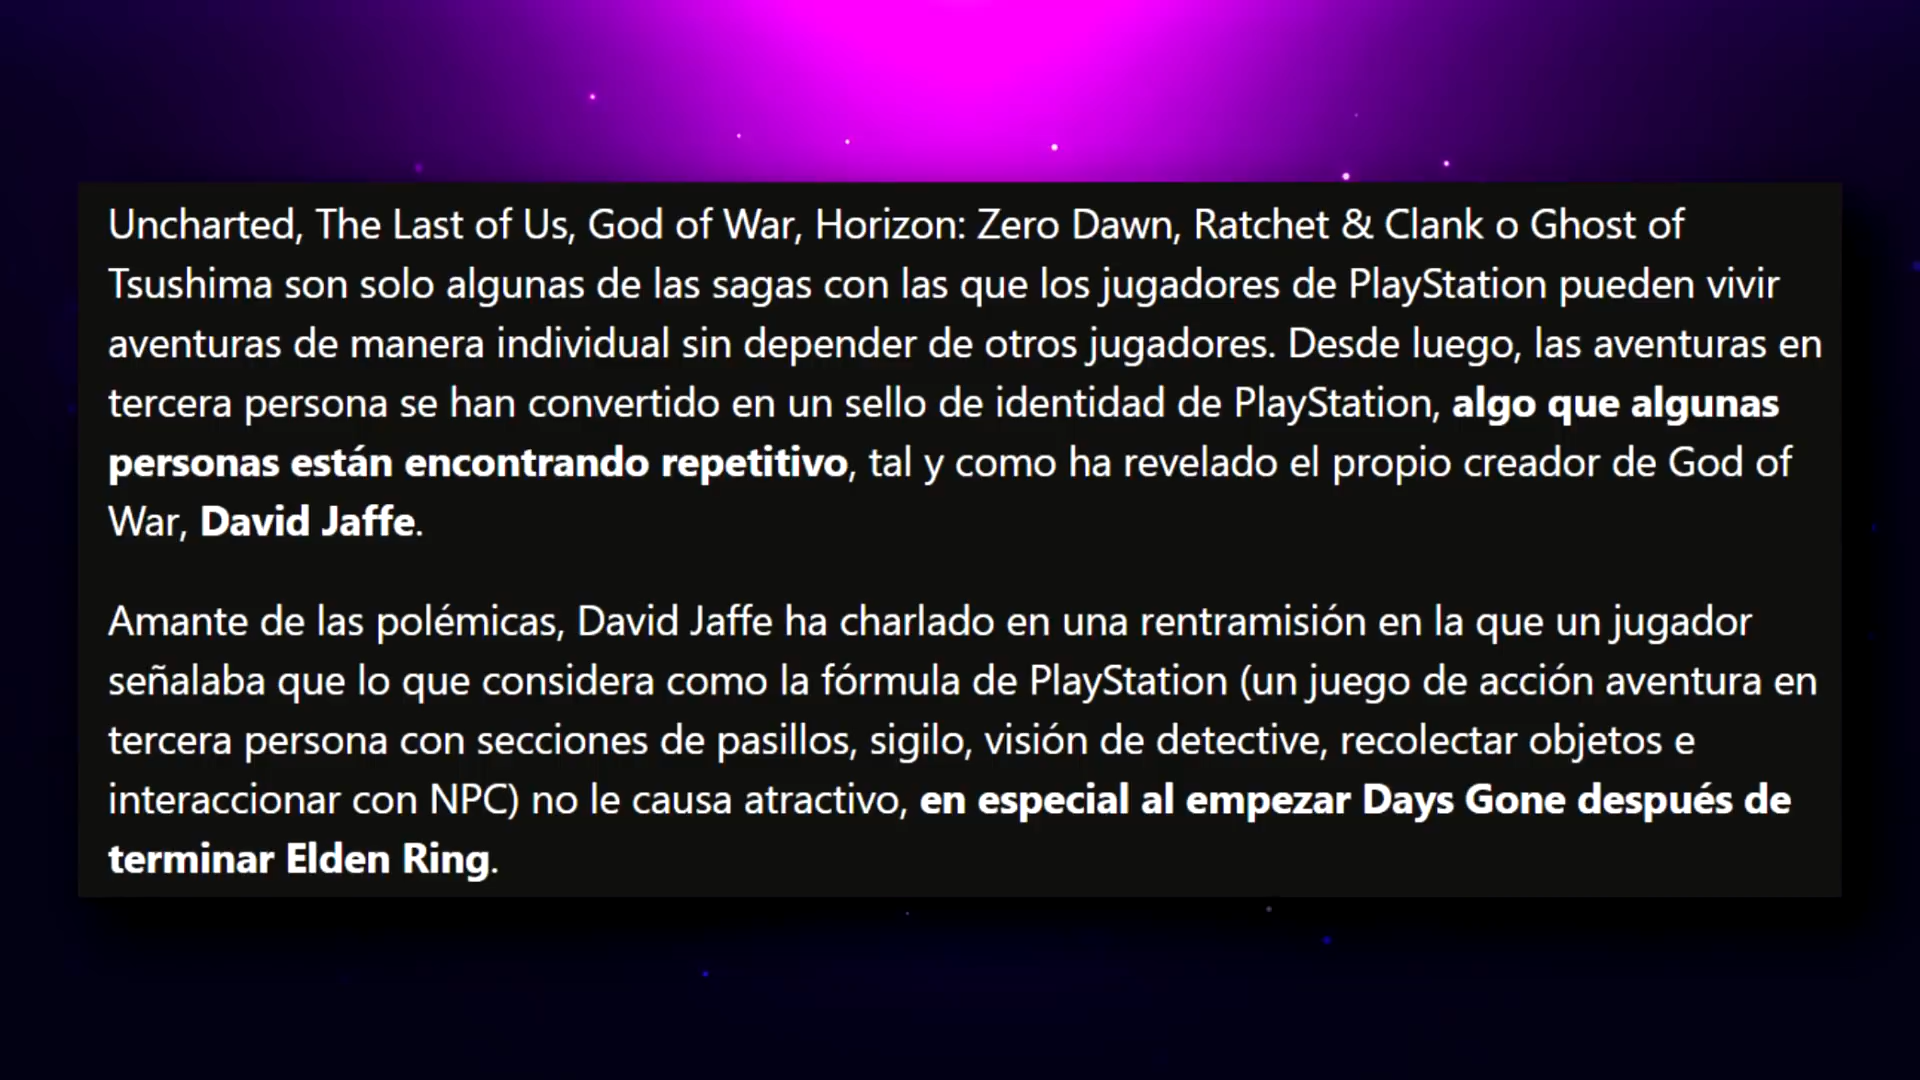 Uncharted, The Last of Us, God of War, Horizon: Zero Dawn, Ratchet & Clank o Ghost of
Tsushima son solo algunas de las sagas con las que los jugadores de PlayStation pueden vivir
aventuras de manera individual sin depender de otros jugadores. Desde luego, las aventuras en
tercera persona se han convertido en un sello de identidad de PlayStation, algo que algunas
personas están encontrando repetitivo, tal y como ha revelado el propio creador de God of
War, David Jaffe.
Amante de las polémicas, David Jaffe ha charlado en una rentramisión en la que un jugador
señalaba que lo que considera como la fórmula de PlayStation (un juego de acción aventura en
tercera persona con secciones de pasillos, sigilo, visión de detective, recolectar objetos e
interaccionar con NPC) no le causa atractivo, en especial al empezar Days Gone después de
terminar Elden Ring.